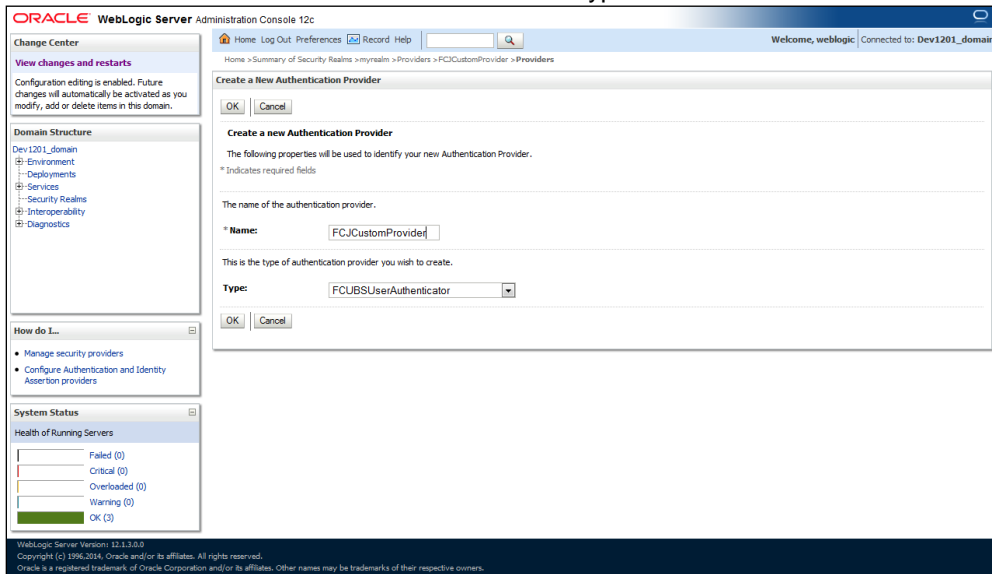 ORACLE WebLogic Server Administration Console 12c
Change Center
View changes and restarts
Configuration editing is enabled. Future
changes will automatically be activated as you
modify, add or delete items in this domain.
Domain Structure
Dev1201_domain
Environment
Deployments
Services
Security Realms
Interoperability
Diagnostics
How do I...
Manage security providers
Configure Authentication and Identity
Assertion providers
System Status
Health of Running Servers
Failed (0)
Critical (0)
Overloaded (0)
Warning (0)
OK (3)
Home Log Out Preferences Record Help
Welcome, weblogic Connected to: Dev1201_domain
Home >Summary of Security Realms >myrealm >Providers >FCJCustomProvider >Providers
Create a New Authentication Provider
OK Cancel
Create a new Authentication Provider
The following properties will be used to identify your new Authentication Provider.
* Indicates required fields
The name of the authentication provider.
* Name: FCJCustomProvider
This is the type of authentication provider you wish to create.
Type: FCUBSUserAuthenticator
OK Cancel
WebLogic Server Version: 12.1.3.0.0
Copyright (c) 1996,2014, Oracle and/or its affiliates. All rights reserved.
Oracle is a registered trademark of Oracle Corporation and/or its affiliates. Other names may be trademarks of their respective owners.